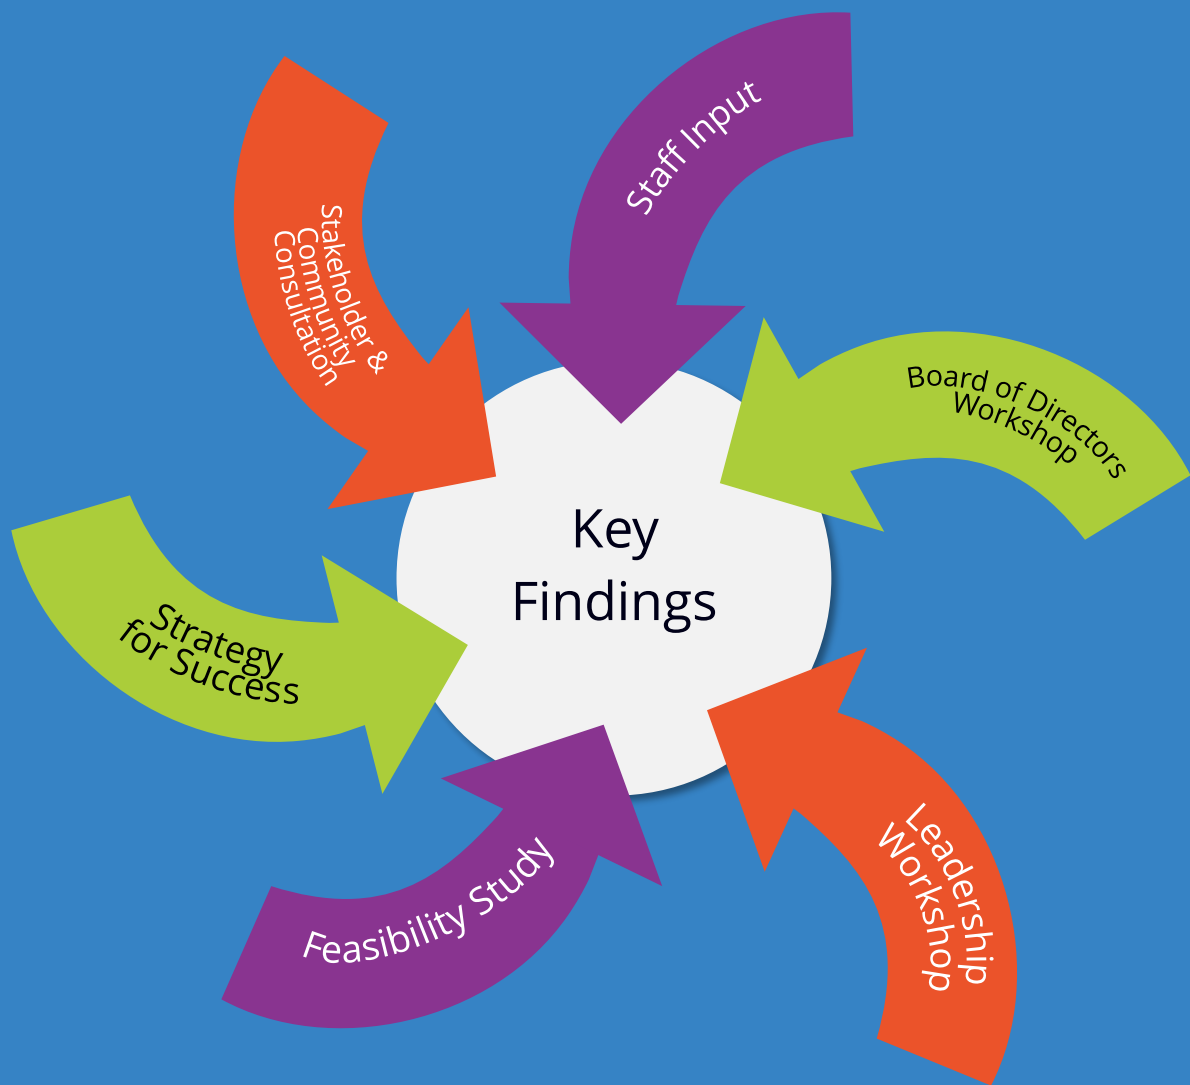 Staff Input
Stakeholder &
Community
Consultation
Board of Directors
Workshop
Key
Findings
Strategy
for Success
Feasibility Study
Leadership
Workshop